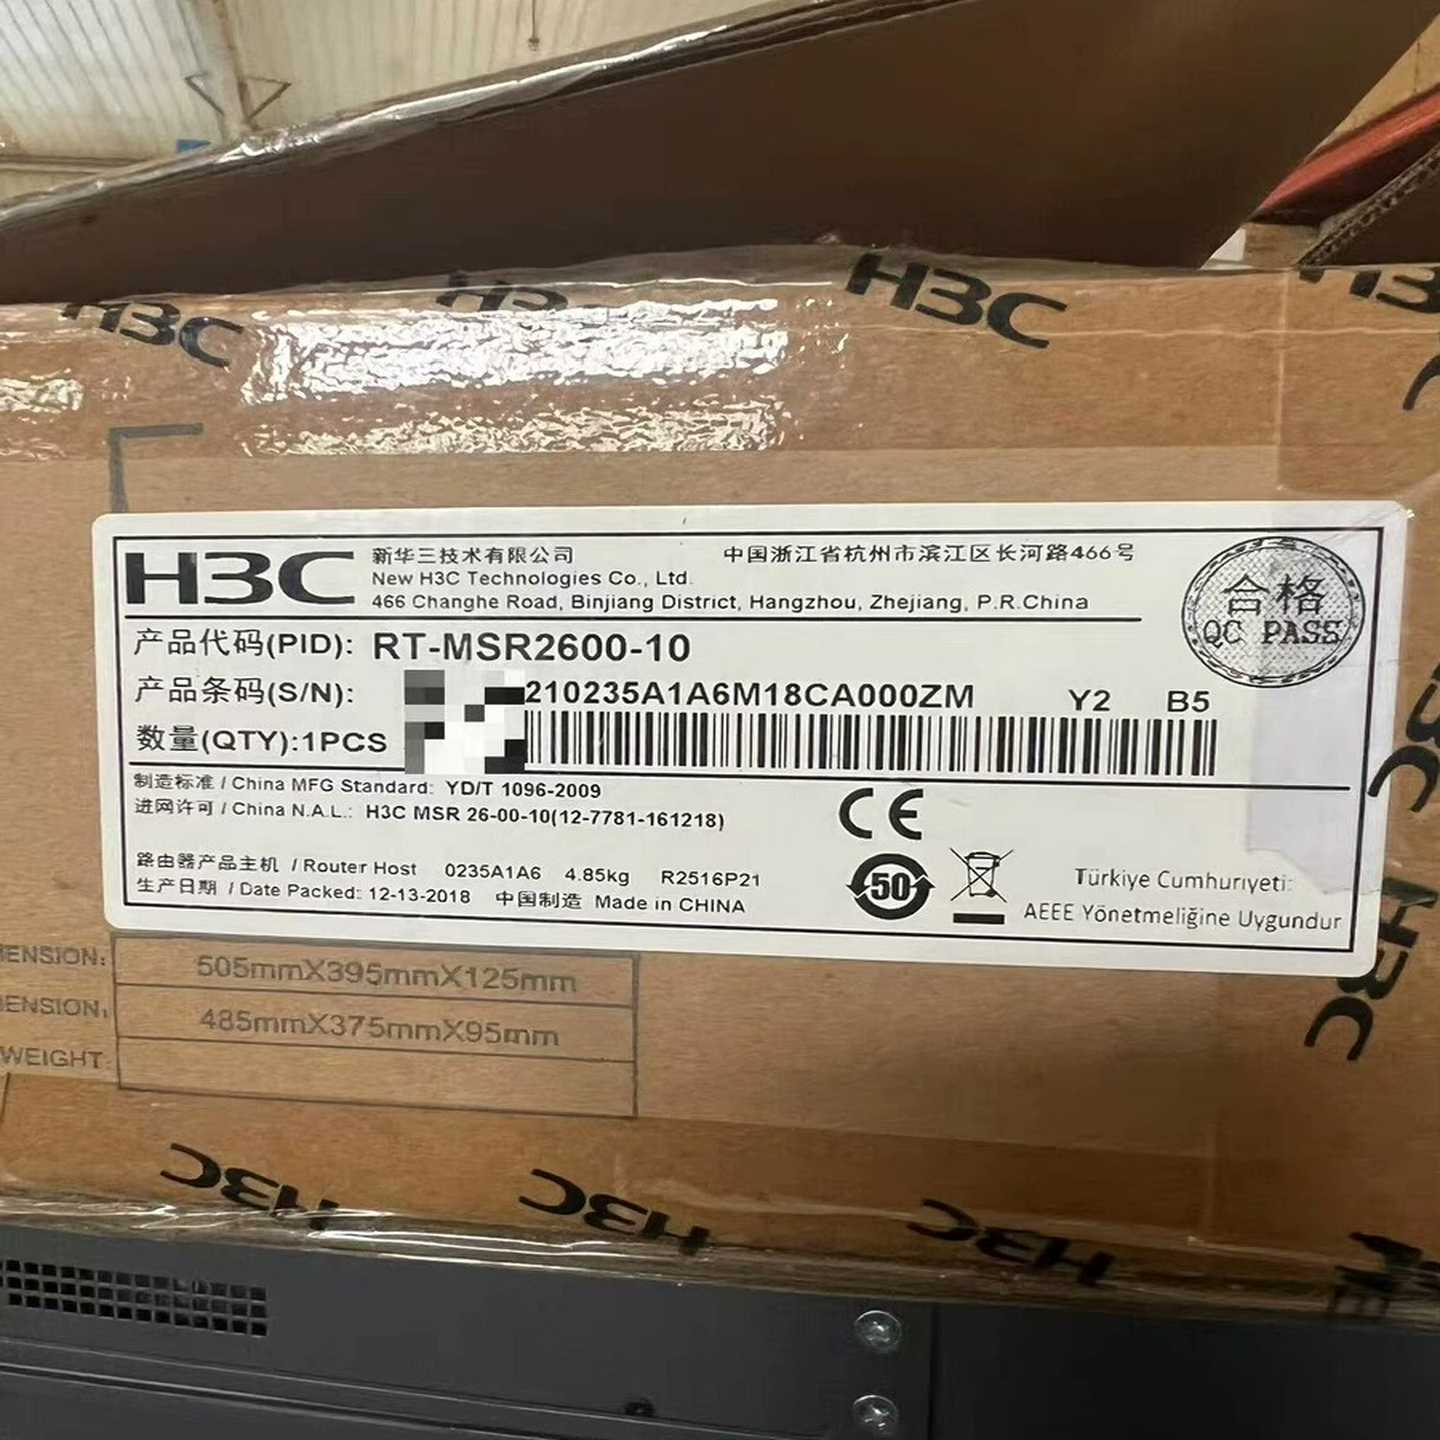 H3C
H3C
H3C
H3C
H3C 新华三技术有限公司 中国浙江省杭州市滨江区长河路466号
New H3C Technologies Co., Ltd.
466 Changhe Road, Binjiang District, Hangzhou, Zhejiang, P.R.China
合格
QC PASS
产品代码(PID): RT-MSR2600-10
产品条码(S/N): 210235A1A6M18CA000ZM Y2 B5
数量(QTY):1PCS
制造标准 / China MFG Standard: YD/T 1096-2009
进网许可 / China N.A.L.: H3C MSR 26-00-10(12-7781-161218)
CE
路由器产品主机 / Router Host 0235A1A6 4.85kg R2516P21
生产日期 / Date Packed: 12-13-2018 中国制造 Made in CHINA
50
Türkiye Cumhuriyeti:
AEEE Yönetmeliğine Uygundur
ENSION: 505mmX395mmX125mm
ENSION: 485mmX375mmX95mm
WEIGHT:
H3C
H3C
H3C
H3C
H3C